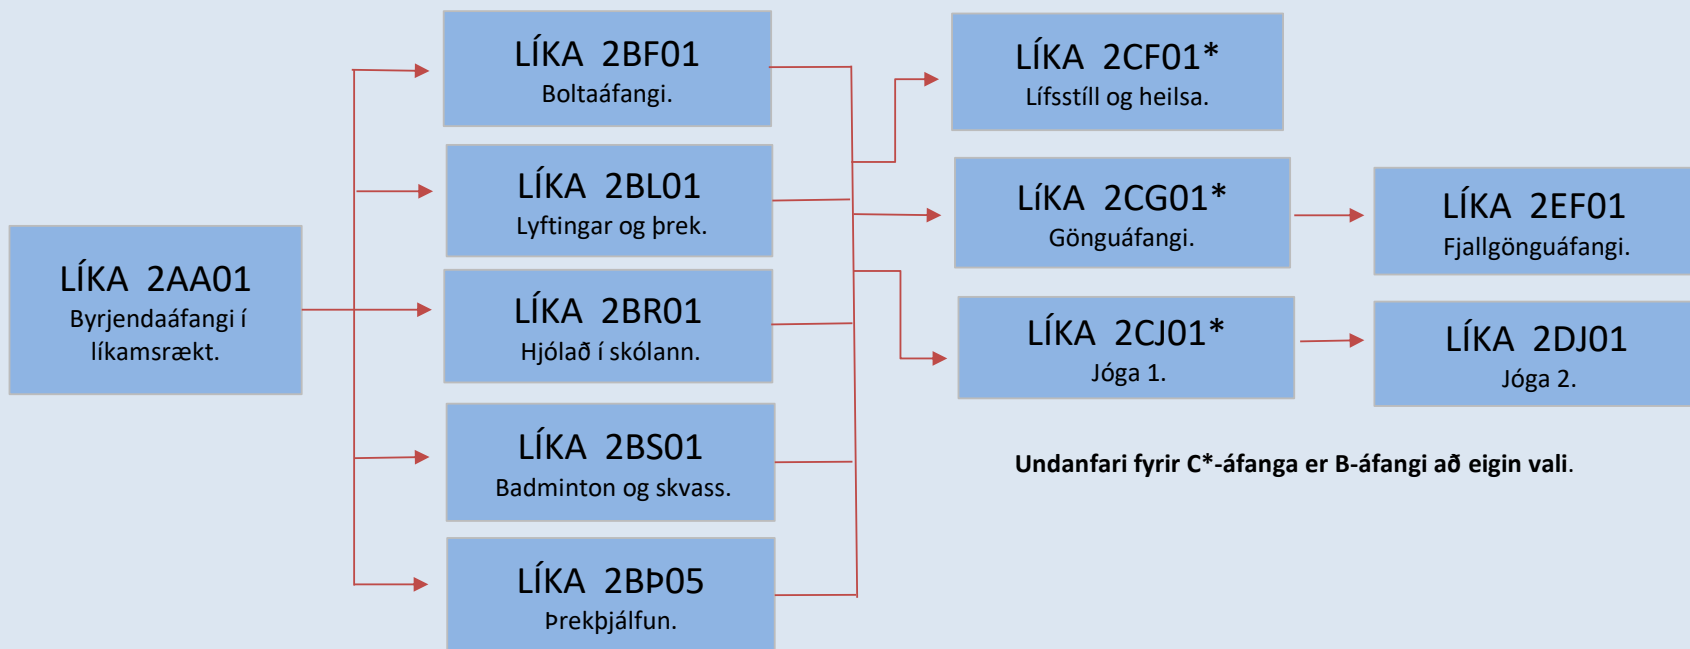 LÍKA 2AA01
Byrjendaáfangi í
líkamsrækt.
LÍKA 2BF01
Boltaáfangi.
LÍKA 2BL01
Lyftingar og þrek.
LÍKA 2BR01
Hjólað í skólann.
LÍKA 2BS01
Badminton og skvass.
LÍKA 2BÞ05
Þrekþjálfun.
LÍKA 2CF01*
Lífsstíll og heilsa.
LíKA 2CG01*
Gönguáfangi.
LÍKA 2CJ01*
Jóga 1.
LÍKA 2EF01
Fjallgönguáfangi.
LÍKA 2DJ01
Jóga 2.
Undanfari fyrir C*-áfanga er B-áfangi að eigin vali.